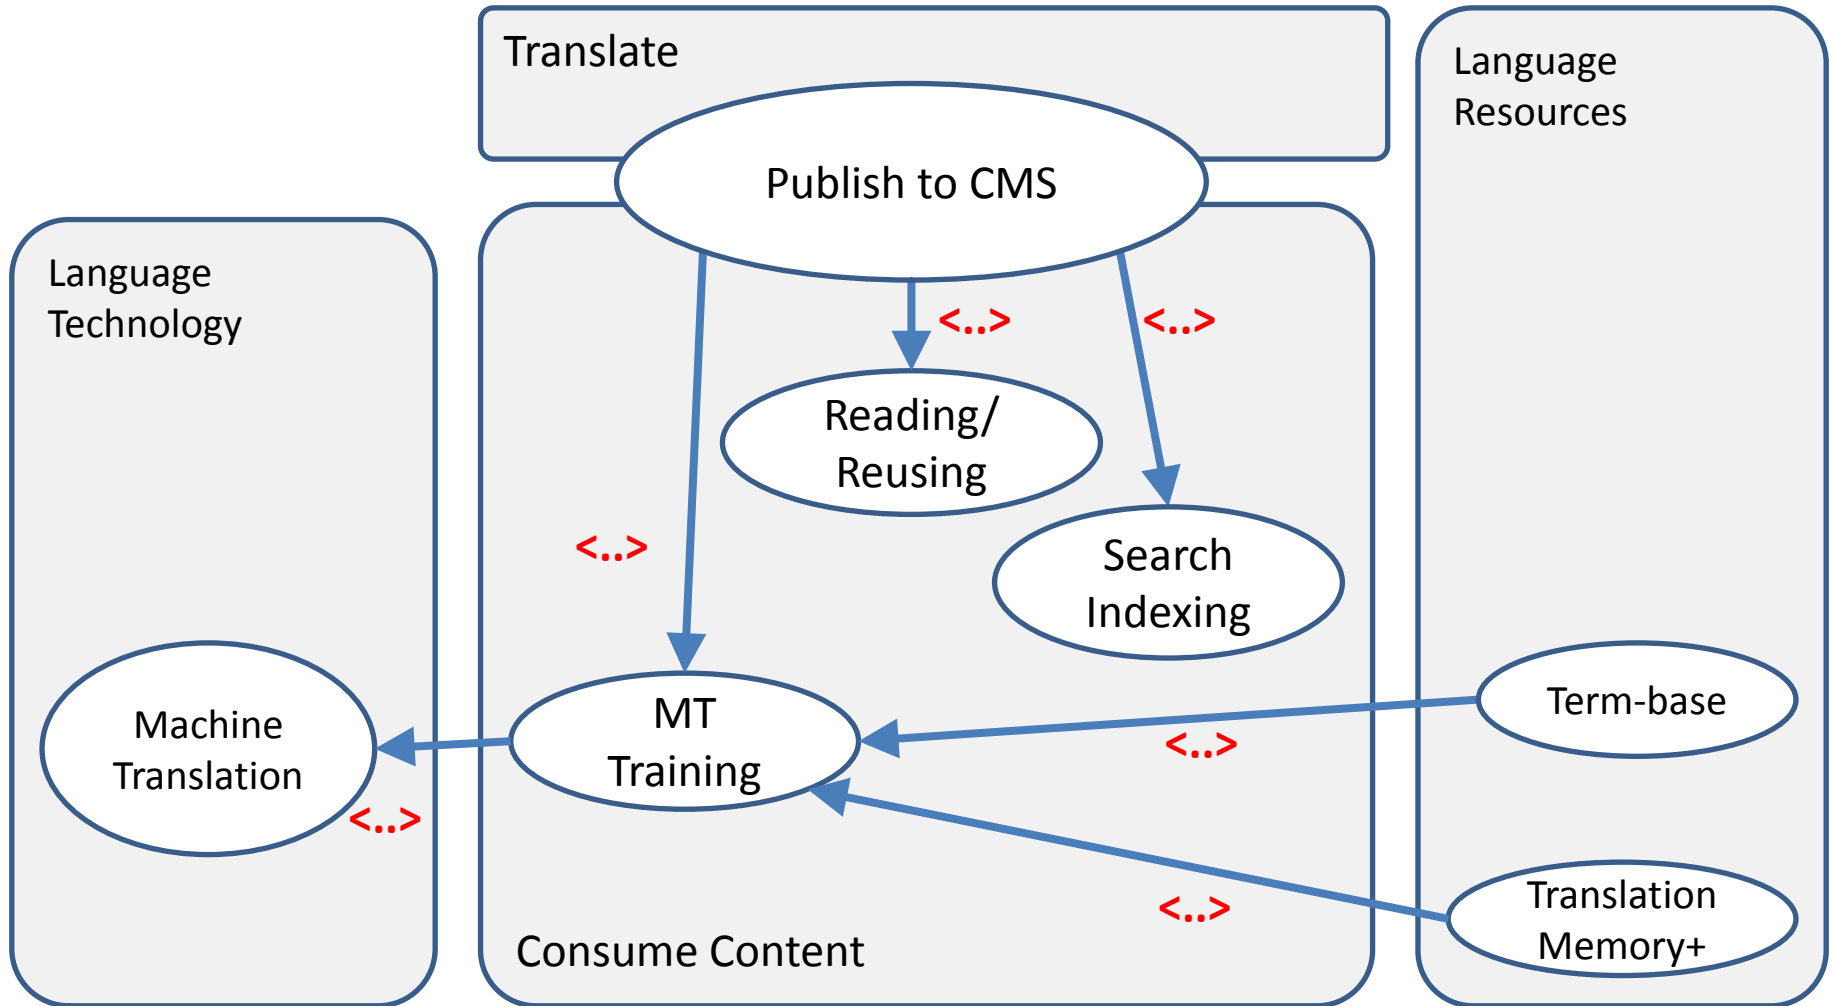 Translate
Language
Resources
Publish to CMS
Language
Technology
<..>
<..>
Reading/
Reusing
<..>
Search
Indexing
Term-base
MT
Training
Machine
Translation
<..>
<..>
<..>
Translation
Memory+
Consume Content